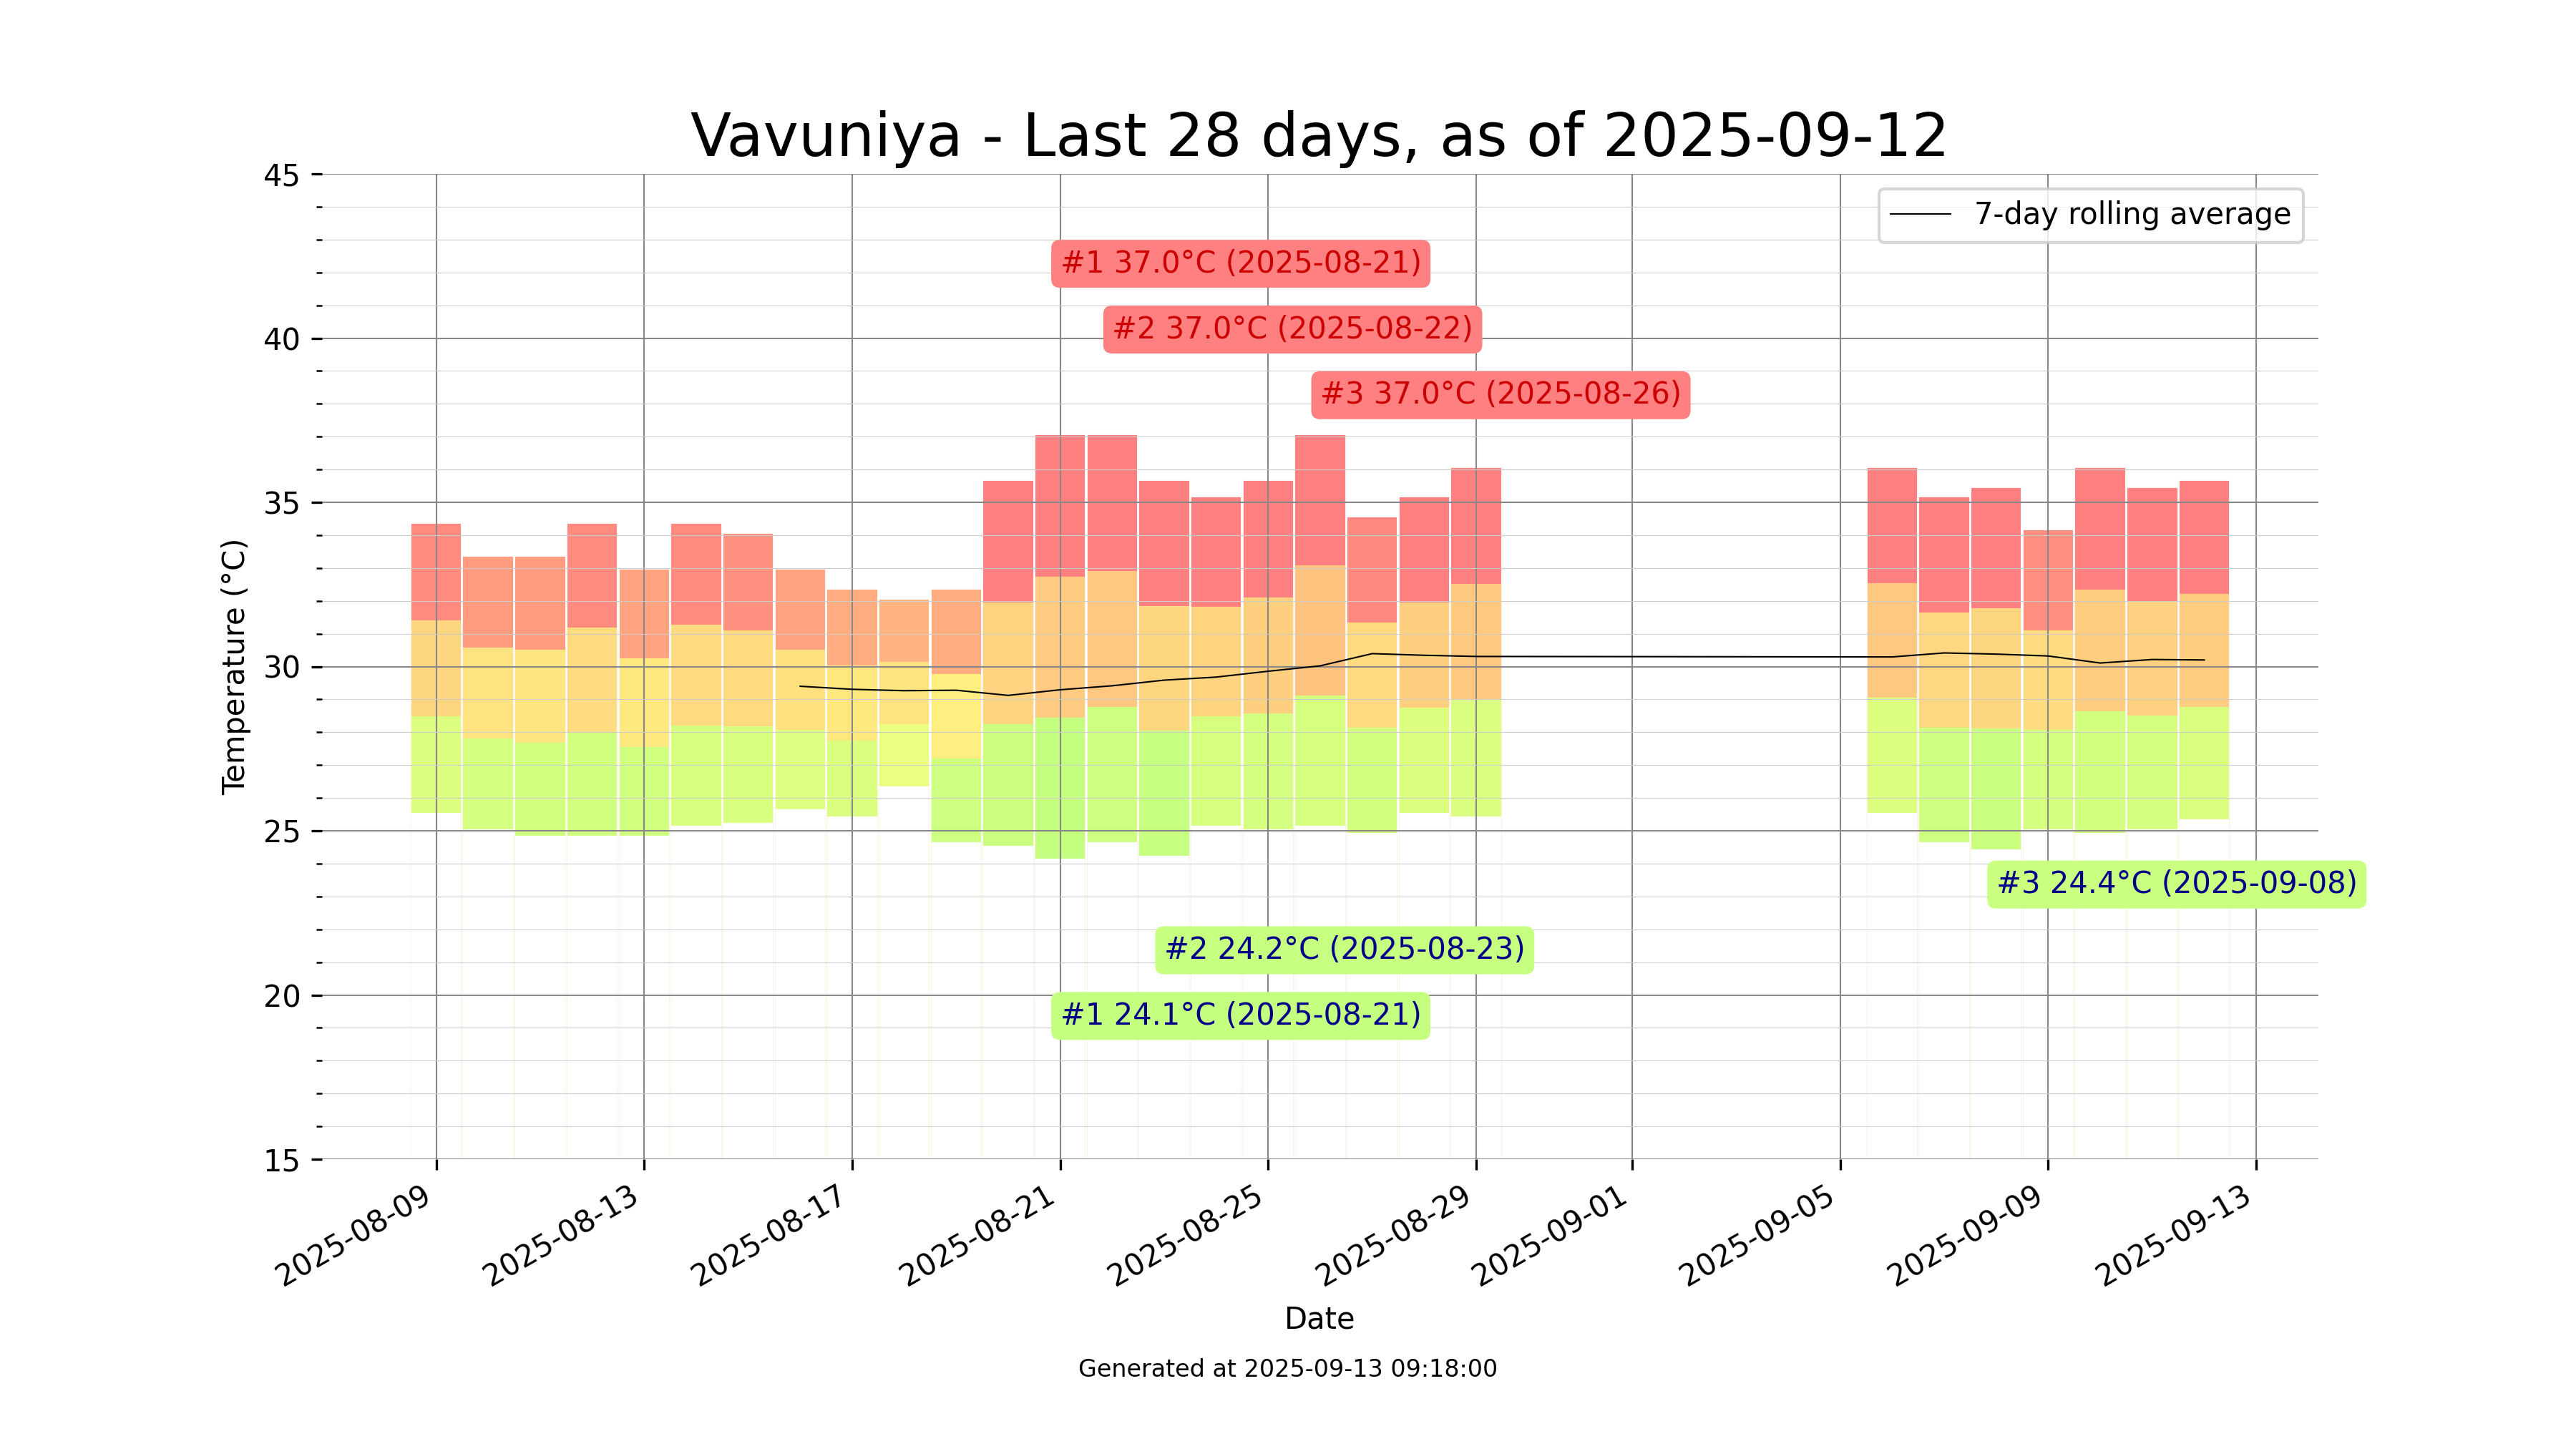 Vavuniya - Last 28 days, as of 2025-09-12
7-day rolling average
#1 37.0°C (2025-08-21)
#2 37.0°C (2025-08-22)
#3 37.0°C (2025-08-26)
#3 24.4°C (2025-09-08)
#2 24.2°C (2025-08-23)
#1 24.1°C (2025-08-21)
Temperature (°C)
45
40
35
30
25
20
15
2025-08-09
2025-08-13
2025-08-17
2025-08-21
2025-08-25
2025-08-29
2025-09-01
2025-09-05
2025-09-09
2025-09-13
Date
Generated at 2025-09-13 09:18:00